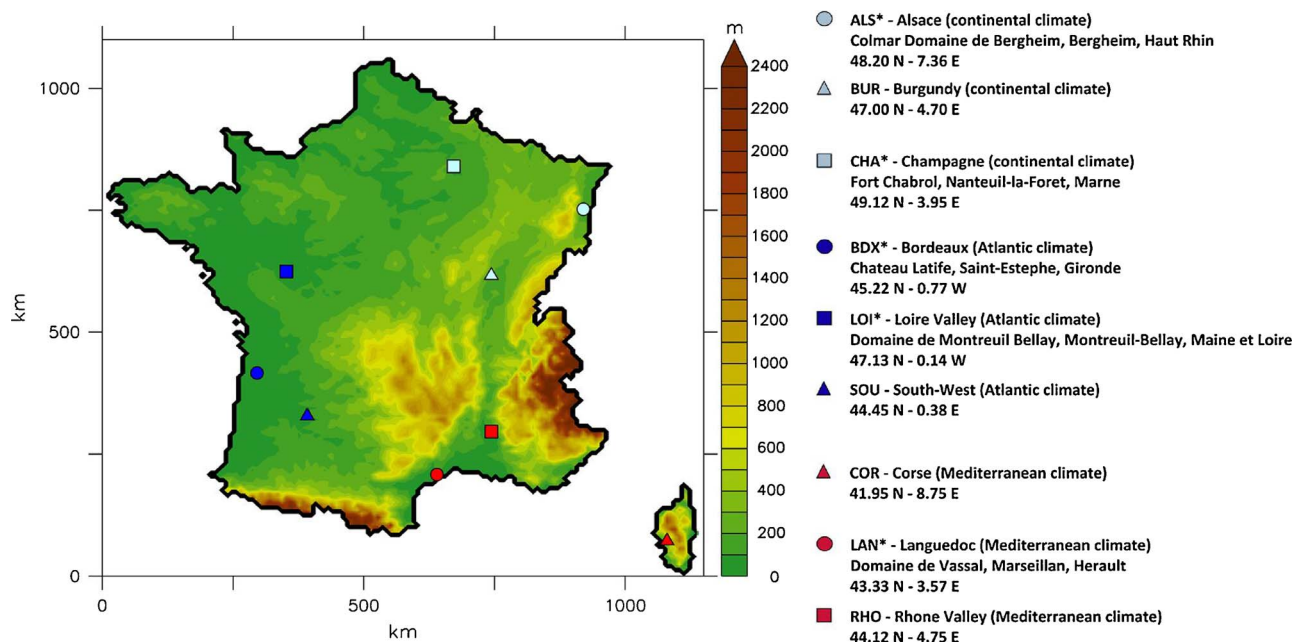 m
2400
2200
2000
1800
1600
1400
1200
1000
800
600
400
200
0
1000
500
0
km
0 500 1000
km
ALS* - Alsace (continental climate)
Colmar Domaine de Bergheim, Bergheim, Haut Rhin
48.20 N - 7.36 E
BUR - Burgundy (continental climate)
47.00 N - 4.70 E
CHA* - Champagne (continental climate)
Fort Chabrol, Nanteuil-la-Foret, Marne
49.12 N - 3.95 E
BDX* - Bordeaux (Atlantic climate)
Chateau Latife, Saint-Estephe, Gironde
45.22 N - 0.77 W
LOI* - Loire Valley (Atlantic climate)
Domaine de Montreuil Bellay, Montreuil-Bellay, Maine et Loire
47.13 N - 0.14 W
SOU - South-West (Atlantic climate)
44.45 N - 0.38 E
COR - Corse (Mediterranean climate)
41.95 N - 8.75 E
LAN* - Languedoc (Mediterranean climate)
Domaine de Vassal, Marseillan, Herault
43.33 N - 3.57 E
RHO - Rhone Valley (Mediterranean climate)
44.12 N - 4.75 E